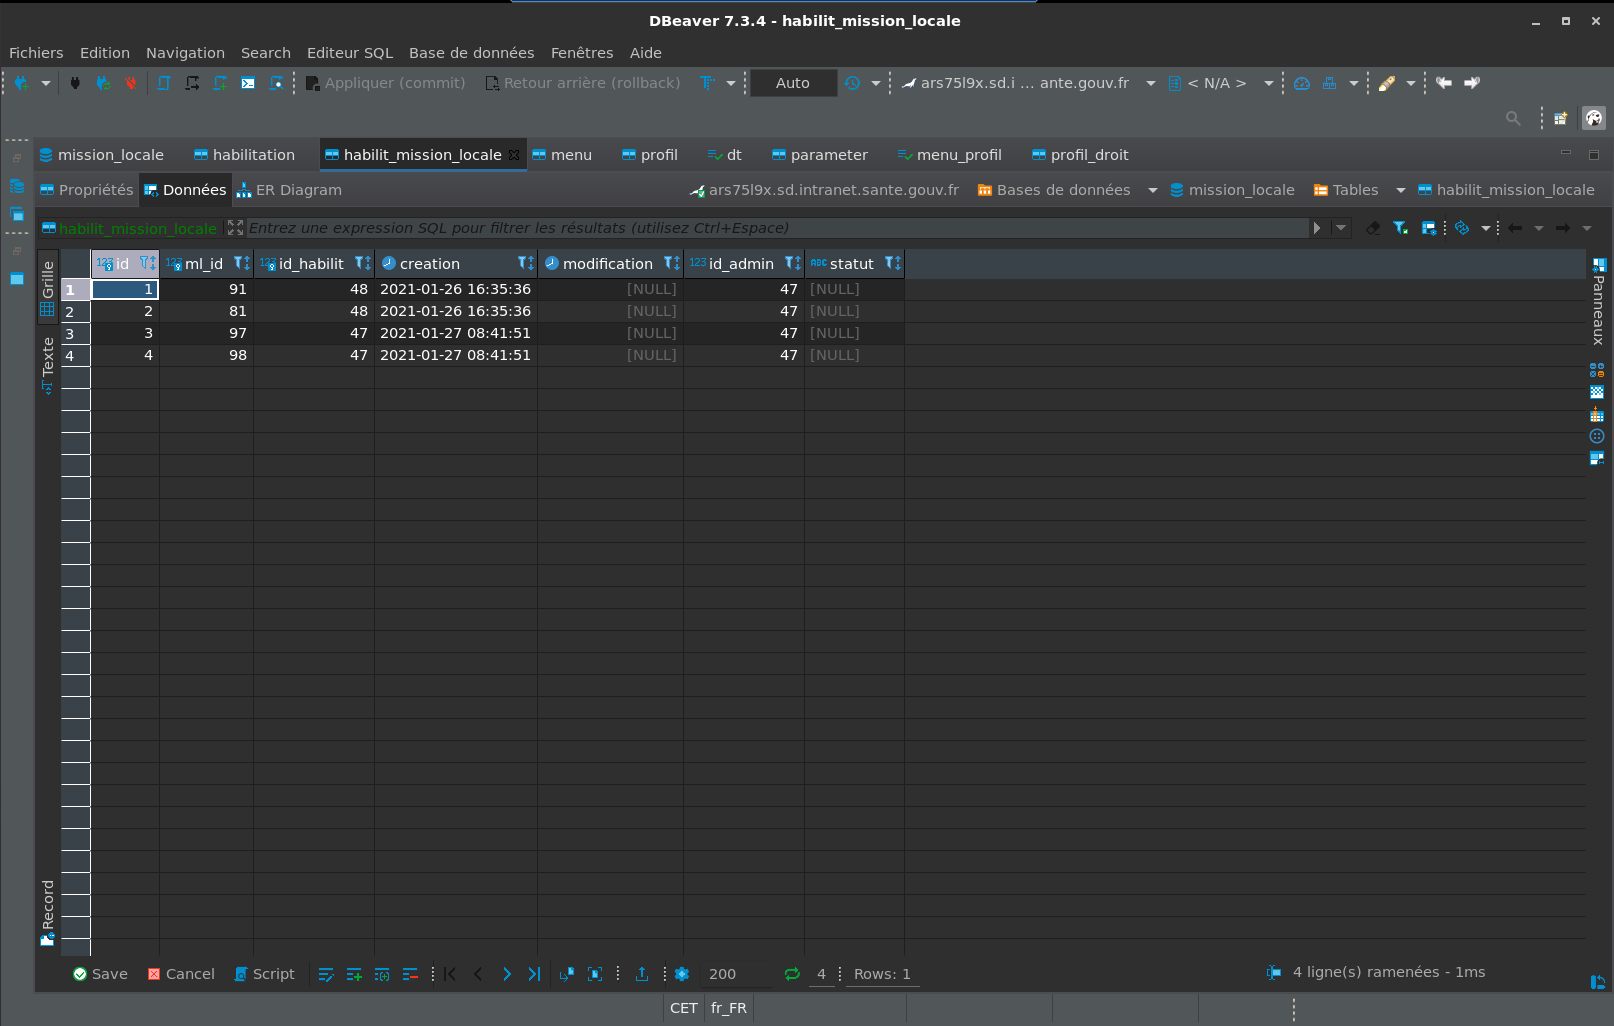 DBeaver 7.3.4 - habilit_mission_locale
Fichiers Edition Navigation Search Editeur SQL Base de données Fenêtres Aide
Appliquer (commit) Retour arrière (rollback) Auto ars75l9x.sd.i ... ante.gouv.fr < N/A >
mission_locale habilitation habilit_mission_locale menu profil dt parameter menu_profil profil_droit
Propriétés Données ER Diagram ars75l9x.sd.intranet.sante.gouv.fr Bases de données mission_locale Tables habilit_mission_locale
habilit_mission_locale Entrez une expression SQL pour filtrer les résultats (utilisez Ctrl+Espace)
Grille
Texte
Record
Panneaux
123 id 123 ml_id 123 id_habilit creation modification 123 id_admin ABC statut
1 1 91 48 2021-01-26 16:35:36 [NULL] 47 [NULL]
2 2 81 48 2021-01-26 16:35:36 [NULL] 47 [NULL]
3 3 97 47 2021-01-27 08:41:51 [NULL] 47 [NULL]
4 4 98 47 2021-01-27 08:41:51 [NULL] 47 [NULL]
Save Cancel Script 200 4 Rows: 1 4 ligne(s) ramenées - 1ms
CET fr_FR